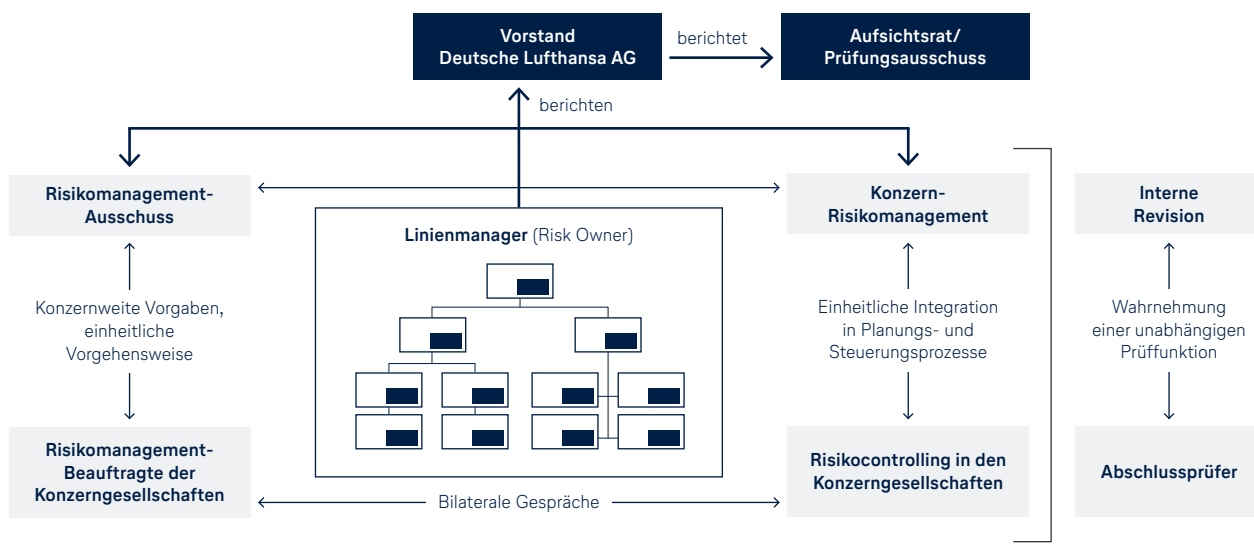 Vorstand
Deutsche Lufthansa AG
berichtet
Aufsichtsrat/
Prüfungsausschuss
berichten
Risikomanagement-
Ausschuss
Konzern-
Risikomanagement
Interne
Revision
Linienmanager (Risk Owner)
Konzernweite Vorgaben,
einheitliche
Vorgehensweise
Einheitliche Integration
in Planungs- und
Steuerungsprozesse
Wahrnehmung
einer unabhängigen
Prüffunktion
Risikomanagement-
Beauftragte der
Konzerngesellschaften
Risikocontrolling in den
Konzerngesellschaften
Abschlussprüfer
Bilaterale Gespräche